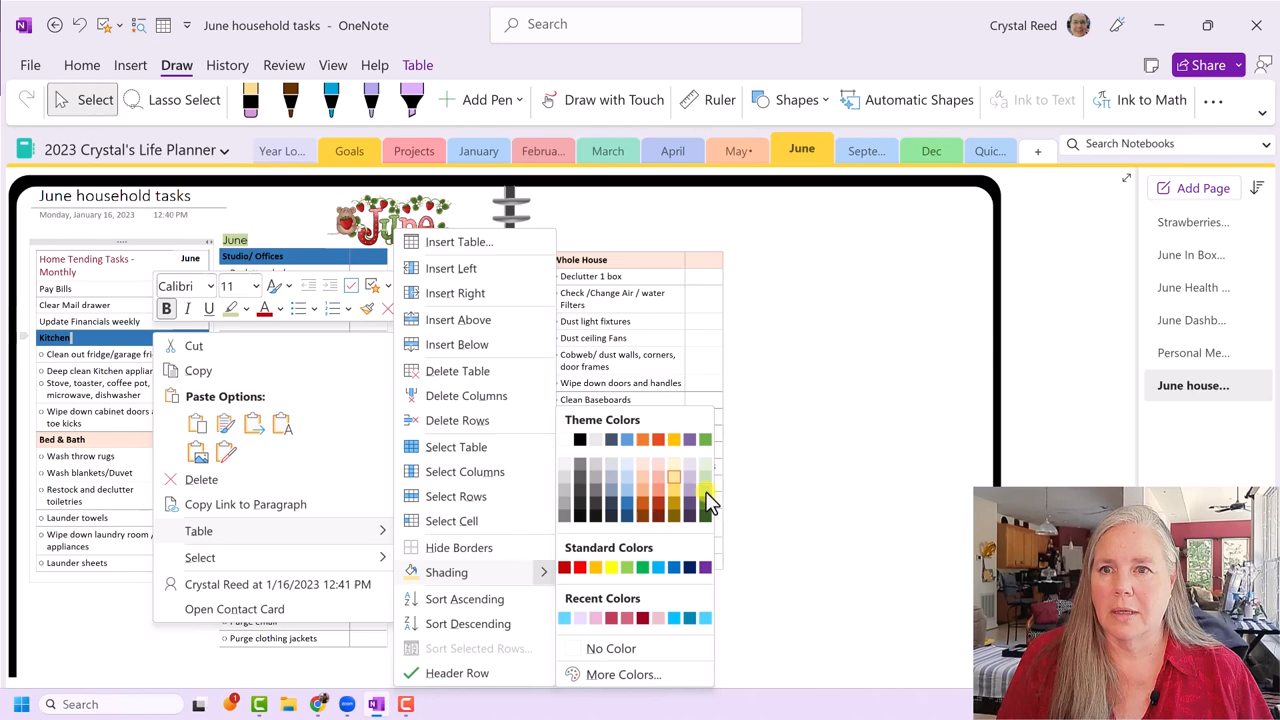 June household tasks - OneNote
Search
Crystal Reed
File Home Insert Draw History Review View Help Table
Share
Select Lasso Select Add Pen Draw with Touch Ruler Shapes Automatic Shapes Ink to Text Ink to Math
2023 Crystal's Life Planner
Year Lo... Goals Projects January Februa... March April May June Septe... Dec Quic... +
Search Notebooks
June household tasks
Monday, January 16, 2023 12:40 PM
June
Add Page
Strawberries...
June In Box...
June Health ...
June Dashb...
Personal Me...
June house...
Home Tending Tasks - June
Monthly
Pay Bills
Clear Mail drawer
Update Financials weekly
Kitchen
Clean out fridge/garage fri
Deep clean Kitchen applian
Stove, toaster, coffee pot,
microwave, dishwasher
Wipe down cabinet doors a
toe kicks
Bed & Bath
Wash throw rugs
Wash blankets/Duvet
Restock and declutter
toiletries
Launder towels
Wipe down laundry room /
appliances
Launder sheets
June
Studio/ Offices
Purge clothing jackets
Whole House
Declutter 1 box
Check /Change Air / water
Filters
Dust light fixtures
Dust ceiling Fans
Cobweb/ dust walls, corners,
door frames
Wipe down doors and handles
Clean Baseboards
Calibri 11
B I U A
Cut
Copy
Paste Options:
Delete
Copy Link to Paragraph
Table
Select
Crystal Reed at 1/16/2023 12:41 PM
Open Contact Card
Insert Table...
Insert Left
Insert Right
Insert Above
Insert Below
Delete Table
Delete Columns
Delete Rows
Select Table
Select Columns
Select Rows
Select Cell
Hide Borders
Shading
Sort Ascending
Sort Descending
Sort Selected Rows...
Header Row
Theme Colors
Standard Colors
Recent Colors
No Color
More Colors...
Search
1